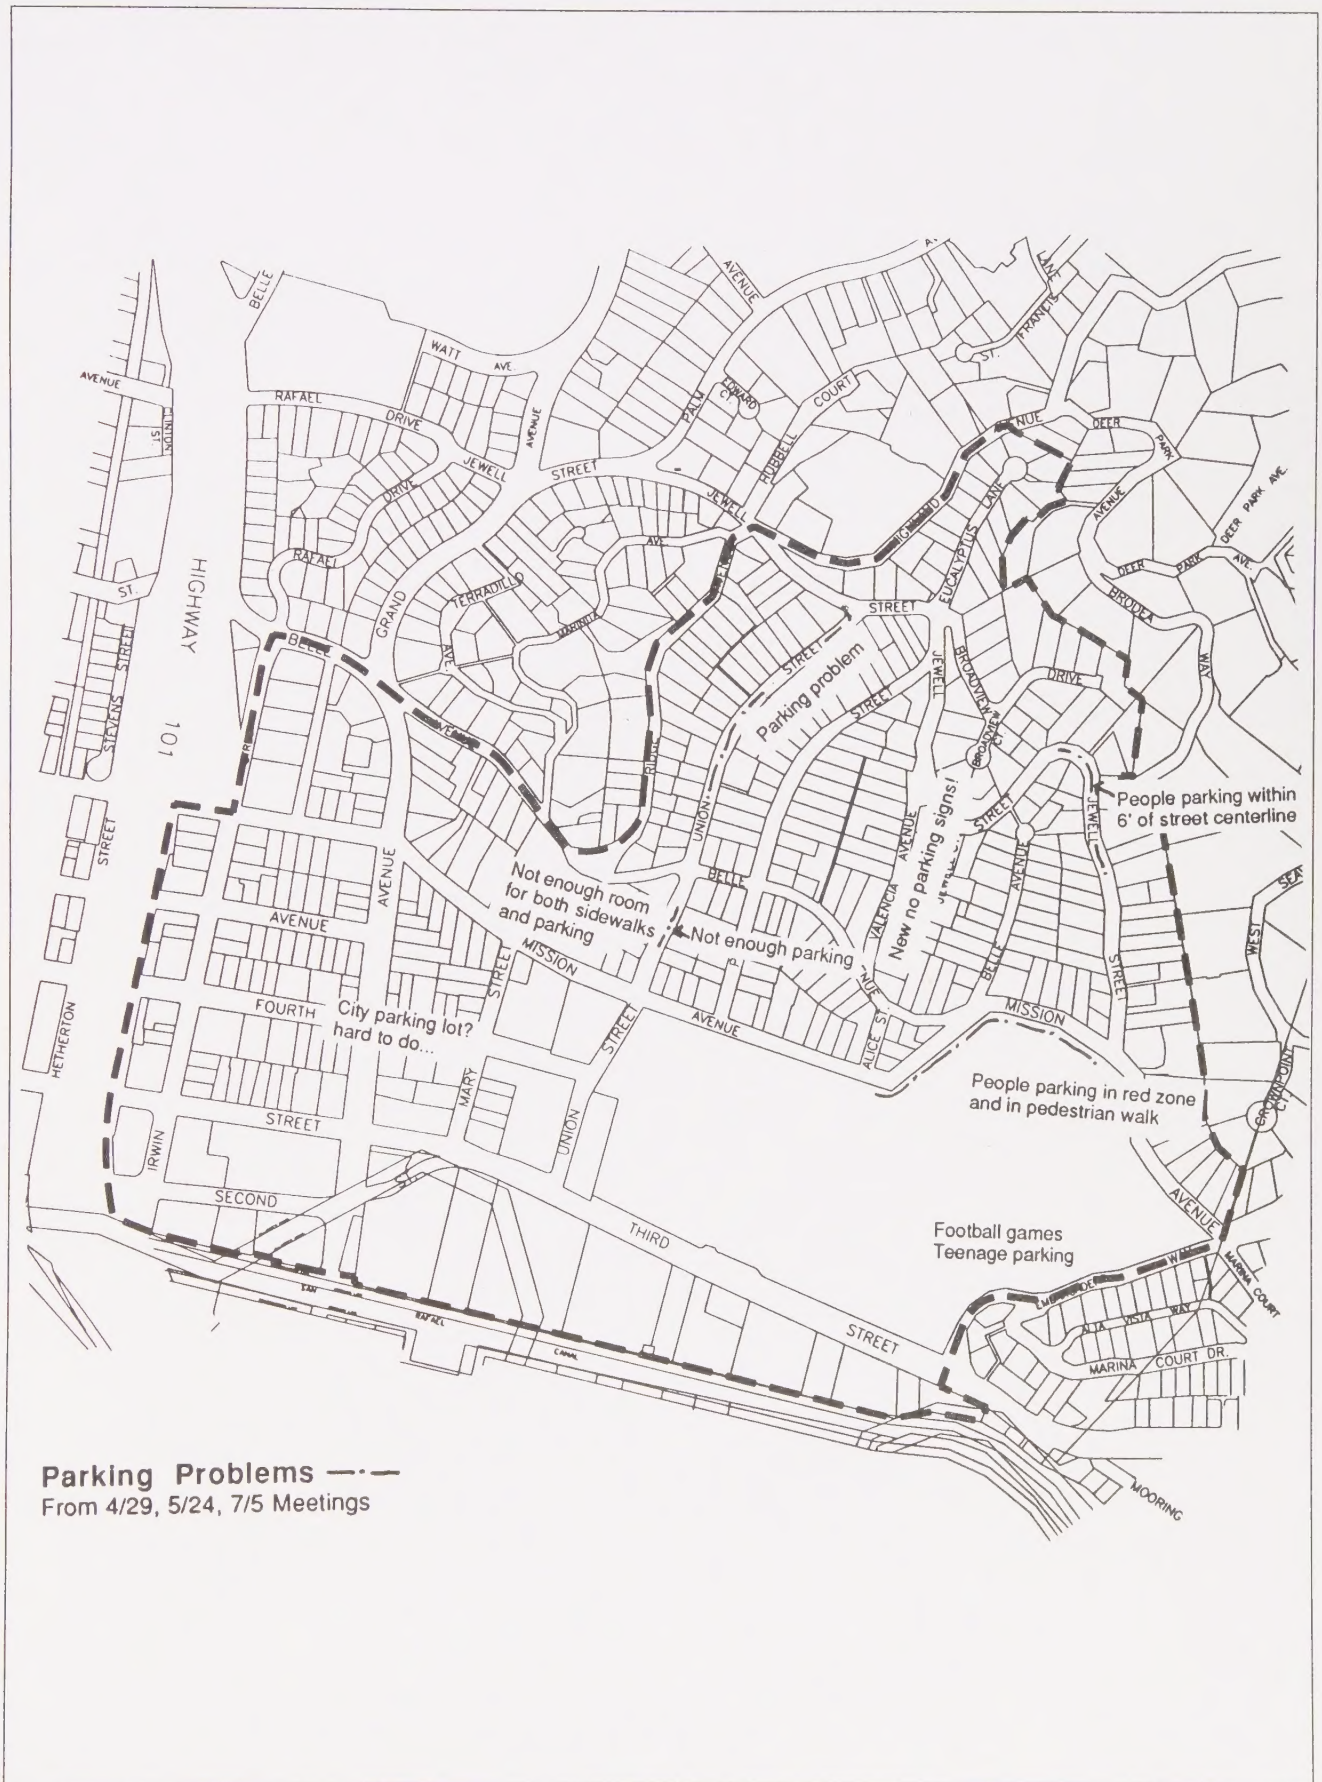 BELLE
AVENUE
A
LANE
FRANCIS
ST.
WATT
AVE.
AVENUE
CLINTON
ST.
RAFAEL
DRIVE
AVENUE
PALM
EDWARD
CT.
COURT
HUBBELL
JEWELL
STREET
JEWELL
ENUE
DEER
PARK
AVENUE
DEER PARK AVE.
DRIVE
RAFAEL
IGHLAND
LANE
EUCALYPTUS
HIGHWAY
101
ST.
STEVENS STREET
GRAND
TERRADILLO
AVE.
MARINITA
AVE.
DEER PARK AVE.
BRODEA
WAY
STREET
BELLE
AVENUE
RIDGE
STREET
Parking problem
STREET
JEWELL
BROADVIEW
DRIVE
BROADVIEW
CT.
UNION
STREET
AVENUE
VALENCIA
New no parking signs!
AVENUE
BELLE
JEWELL
STREET
People parking within
6' of street centerline
STREET
HETHERTON
AVENUE
AVENUE
Not enough room
for both sidewalks
and parking
BELLE
Not enough parking
NUE
MISSION
STREET
SEA
WEST
FOURTH
City parking lot?
hard to do...
AVENUE
STREET
ALICE S
MISSION
CROWNPOINT
CT.
People parking in red zone
and in pedestrian walk
MARY
UNION
STREET
IRWIN
SECOND
THIRD
AVENUE
Football games
Teenage parking
MARINA COURT
WAY
ALTA VISTA WAY
MARINA COURT DR.
SAN
RAFAEL
CANAL
STREET
MOORING
Parking Problems
From 4/29, 5/24, 7/5 Meetings